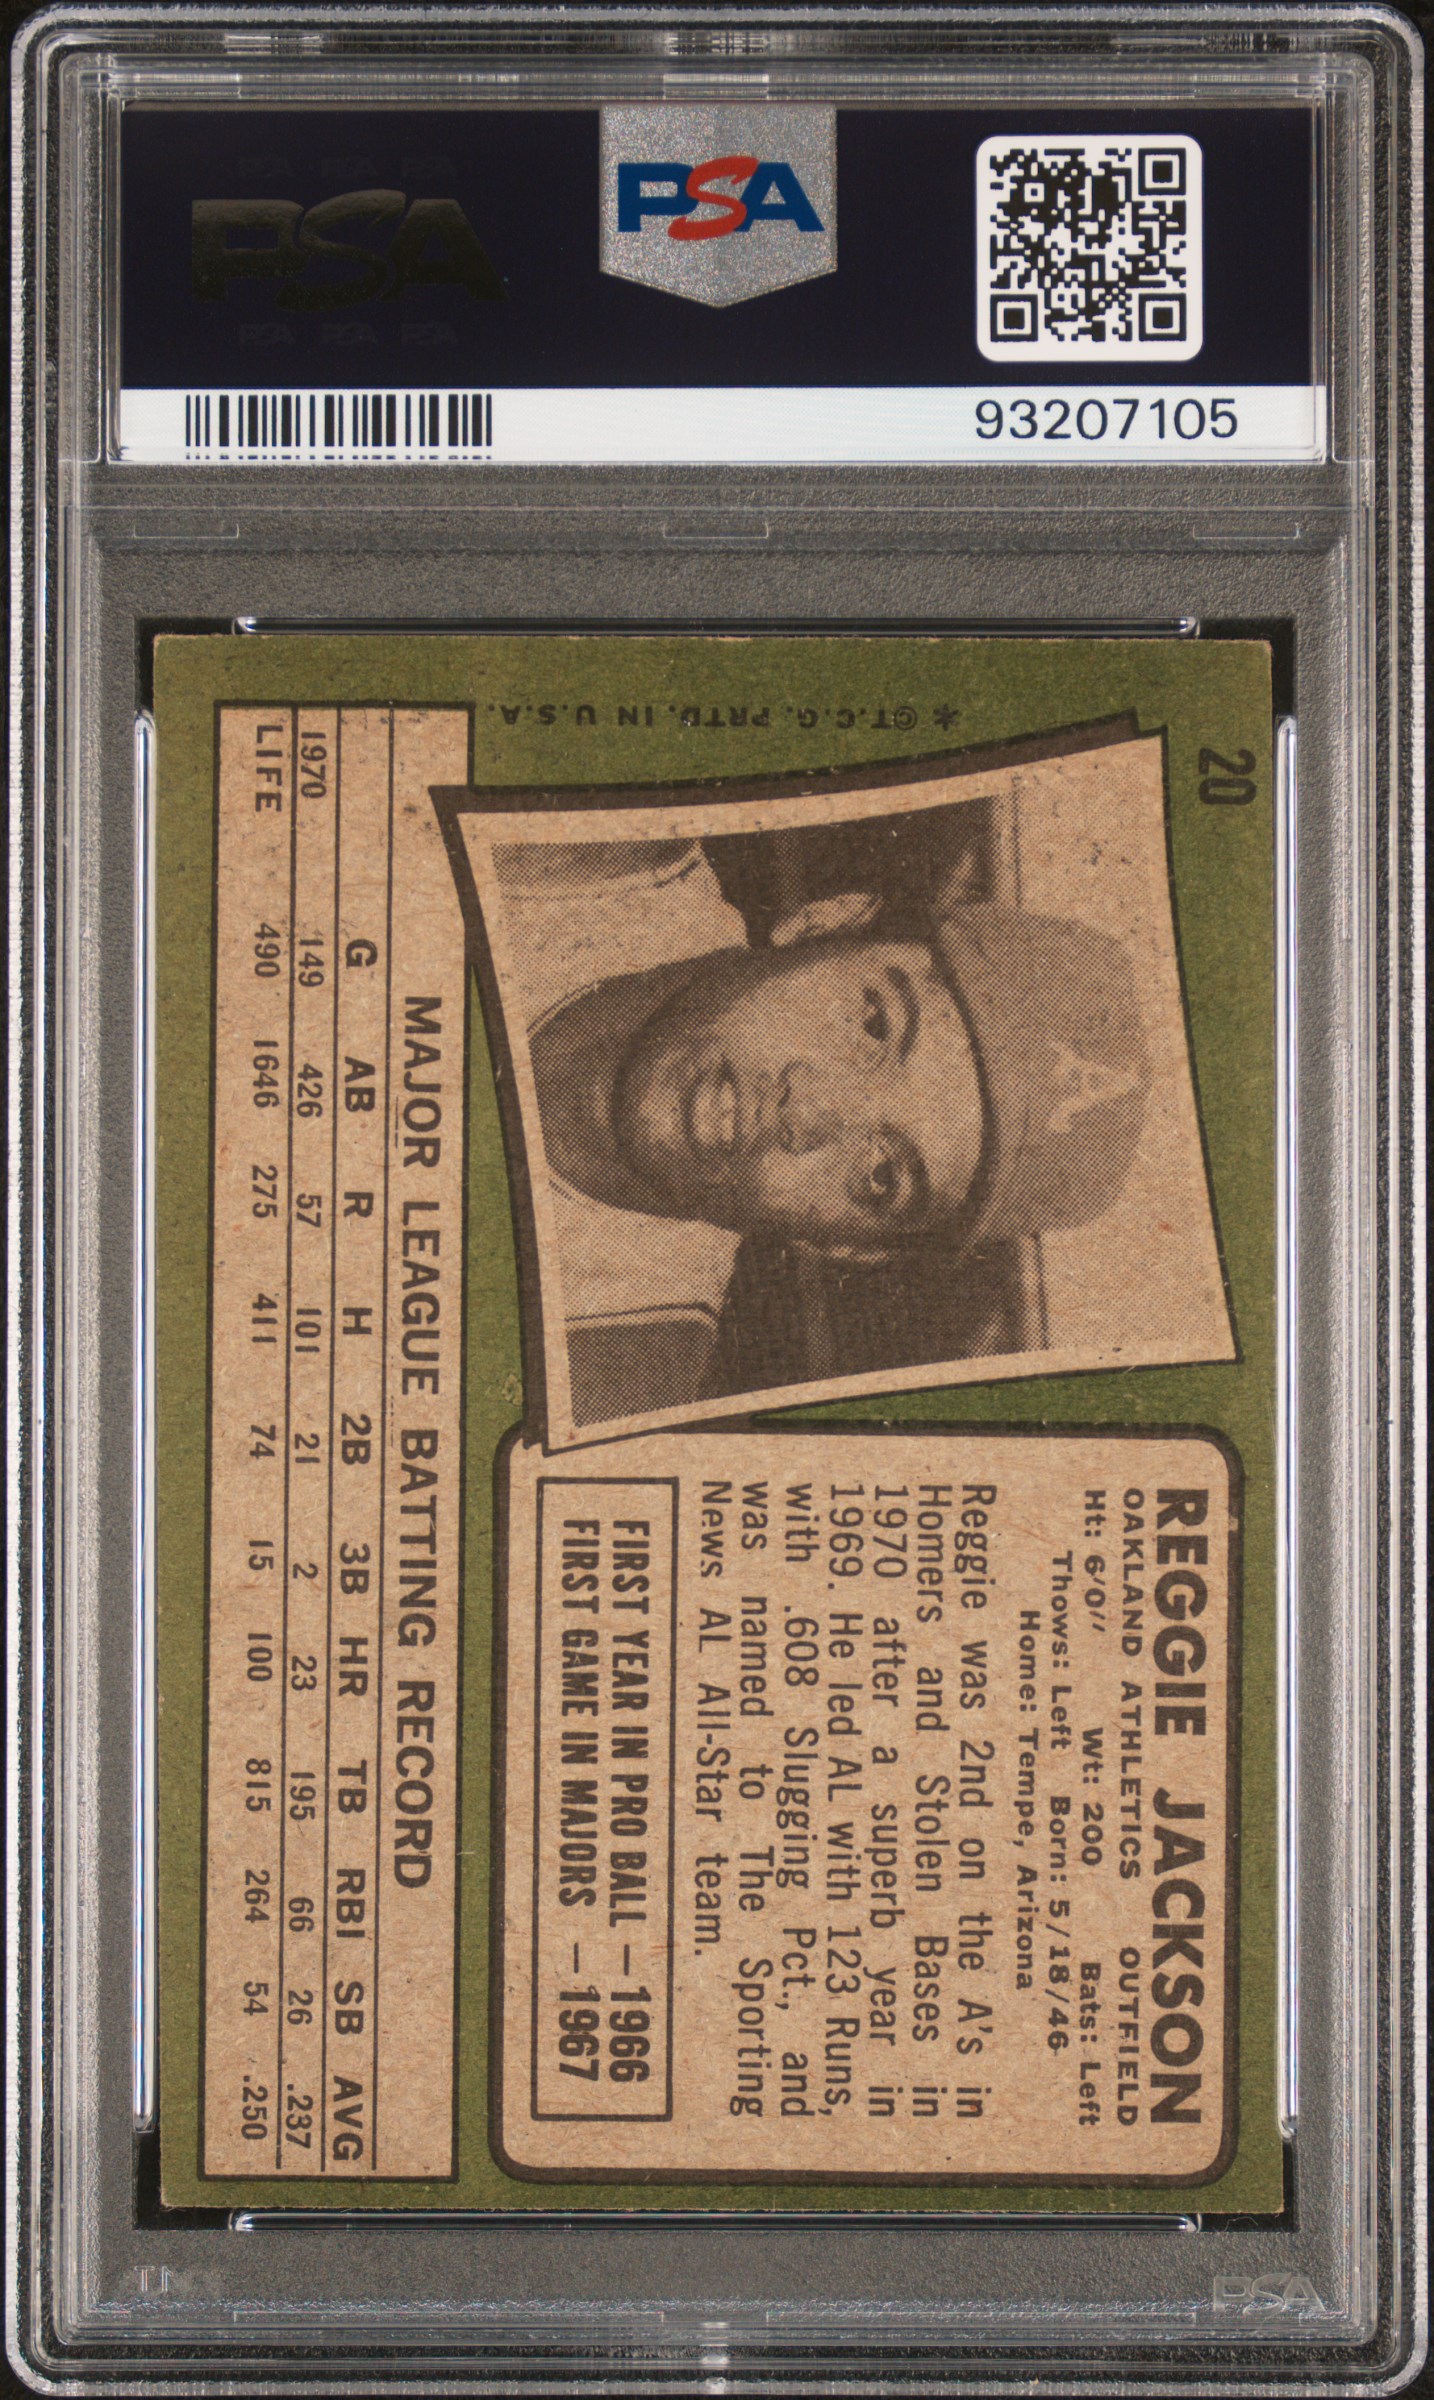 PSA
PSA
93207105
20
* ©T.C.G. PRTD. IN U.S.A.
REGGIE JACKSON
OAKLAND ATHLETICS OUTFIELD
Ht: 6'0'' Wt: 200 Bats: Left
Thows: Left Born: 5/18/46
Home: Tempe, Arizona
Reggie was 2nd on the A's in
Homers and Stolen Bases in
1970 after a superb year in
1969. He led AL with 123 Runs,
with .608 Slugging Pct., and
was named to The Sporting
News AL All-Star team.
FIRST YEAR IN PRO BALL — 1966
FIRST GAME IN MAJORS — 1967
MAJOR LEAGUE BATTING RECORD
G AB R H 2B 3B HR TB RBI SB AVG
1970 149 426 57 101 21 2 23 195 66 26 .237
LIFE 490 1646 275 411 74 15 100 815 264 54 .250
PSA